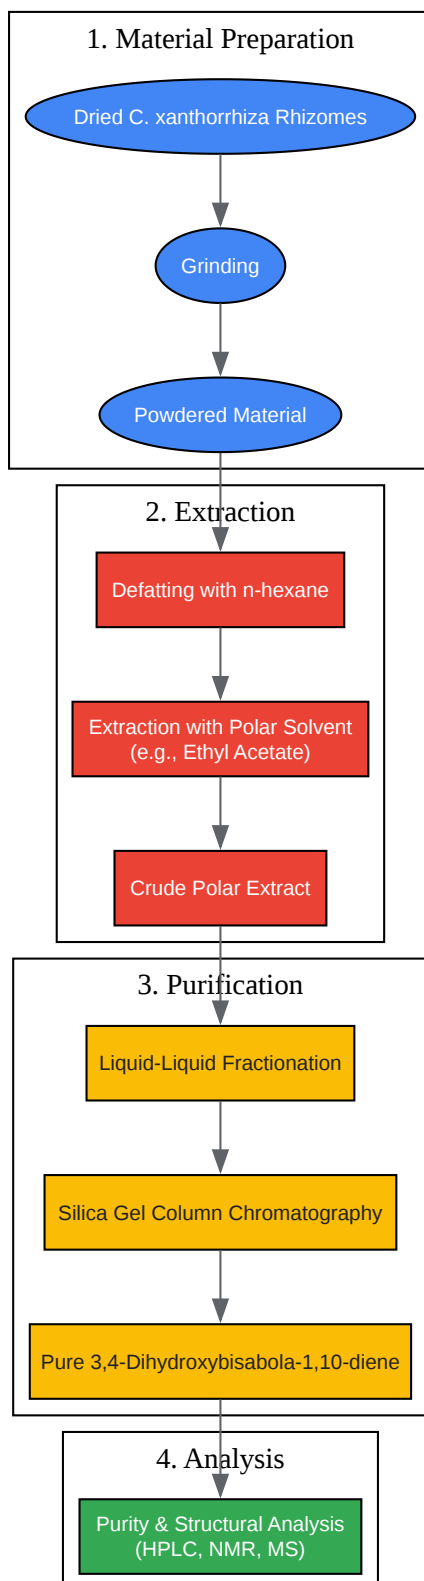 1. Material Preparation
Dried C. xanthorrhiza Rhizomes
Grinding
Powdered Material
2. Extraction
Defatting with n-hexane
Extraction with Polar Solvent
(e.g., Ethyl Acetate)
Crude Polar Extract
3. Purification
Liquid-Liquid Fractionation
Silica Gel Column Chromatography
Pure 3,4-Dihydroxybisabola-1,10-diene
4. Analysis
Purity & Structural Analysis
(HPLC, NMR, MS)